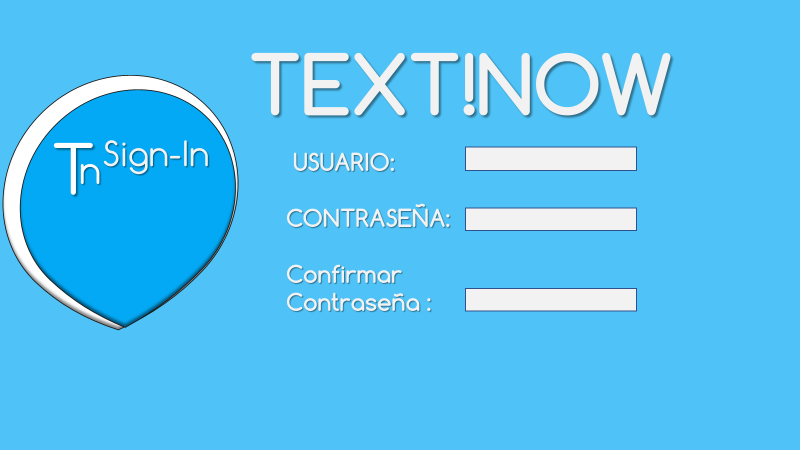 TEXT!NOW
Tn Sign-In
USUARIO:
CONTRASEÑA:
Confirmar
Contraseña :